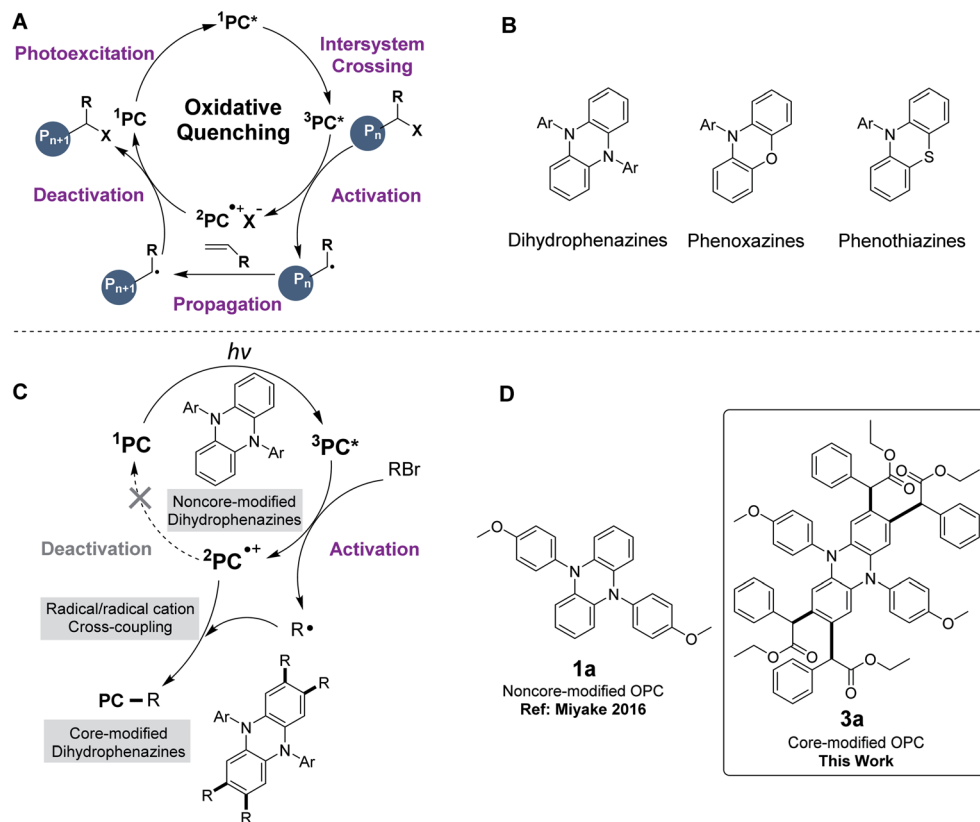 A
¹PC*
Photoexcitation
Intersystem
Crossing
R
X
Pₙ₊₁
¹PC
Oxidative
Quenching
³PC*
R
X
Pₙ
Deactivation
Activation
²PC•⁺X⁻
R
R
Pₙ₊₁
R
Pₙ
Propagation
B
Ar
N
N
Ar
Dihydrophenazines
Ar
N
O
Phenoxazines
Ar
N
S
Phenothiazines
C
hν
Ar
N
N
Ar
¹PC
³PC*
Noncore-modified
Dihydrophenazines
RBr
Deactivation
²PC•⁺
Activation
Radical/radical cation
Cross-coupling
R•
PC–R
Core-modified
Dihydrophenazines
R
R
Ar
N
N
Ar
R
R
D
O
N
N
O
1a
Noncore-modified OPC
Ref: Miyake 2016
O
O
O
O
O
N
N
O
O
O
O
O
3a
Core-modified OPC
This Work